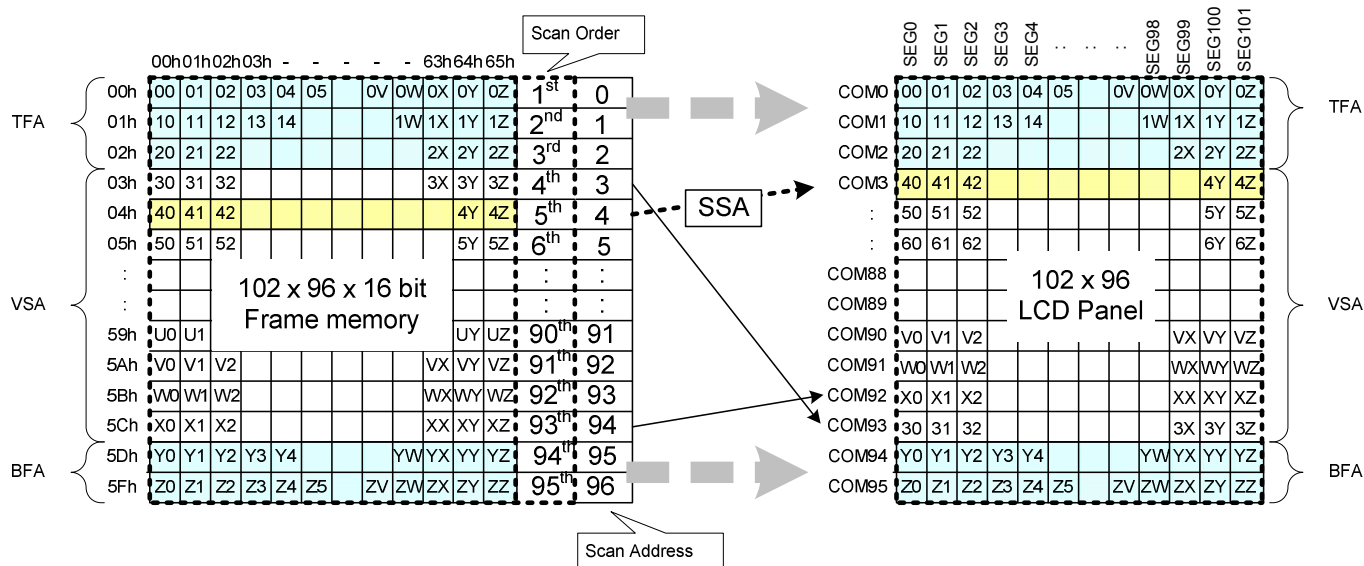 Scan Order
00h 01h 02h 03h - - - - - 63h 64h 65h
SEG0 SEG1 SEG2 SEG3 SEG4 .. .. .. SEG98 SEG99 SEG100 SEG101
TFA
00h 00 01 02 03 04 05 0V 0W 0X 0Y 0Z 1st 0
01h 10 11 12 13 14 1W 1X 1Y 1Z 2nd 1
02h 20 21 22 2X 2Y 2Z 3rd 2
VSA
03h 30 31 32 3X 3Y 3Z 4th 3
04h 40 41 42 4Y 4Z 5th 4
05h 50 51 52 5Y 5Z 6th 5
: : :
: : :
102 x 96 x 16 bit
Frame memory
59h U0 U1 UY UZ 90th 91
5Ah V0 V1 V2 VX VY VZ 91th 92
5Bh W0 W1 W2 WX WY WZ 92th 93
5Ch X0 X1 X2 XX XY XZ 93th 94
BFA
5Dh Y0 Y1 Y2 Y3 Y4 YW YX YY YZ 94th 95
5Fh Z0 Z1 Z2 Z3 Z4 Z5 ZV ZW ZX ZY ZZ 95th 96
Scan Address
SSA
COM0 00 01 02 03 04 05 0V 0W 0X 0Y 0Z
COM1 10 11 12 13 14 1W 1X 1Y 1Z
COM2 20 21 22 2X 2Y 2Z
TFA
COM3 40 41 42 4Y 4Z
: 50 51 52 5Y 5Z
: 60 61 62 6Y 6Z
COM88
COM89
102 x 96
LCD Panel
VSA
COM90 V0 V1 V2 VX VY VZ
COM91 W0 W1 W2 WX WY WZ
COM92 X0 X1 X2 XX XY XZ
COM93 30 31 32 3X 3Y 3Z
COM94 Y0 Y1 Y2 Y3 Y4 YW YX YY YZ
COM95 Z0 Z1 Z2 Z3 Z4 Z5 ZV ZW ZX ZY ZZ
BFA